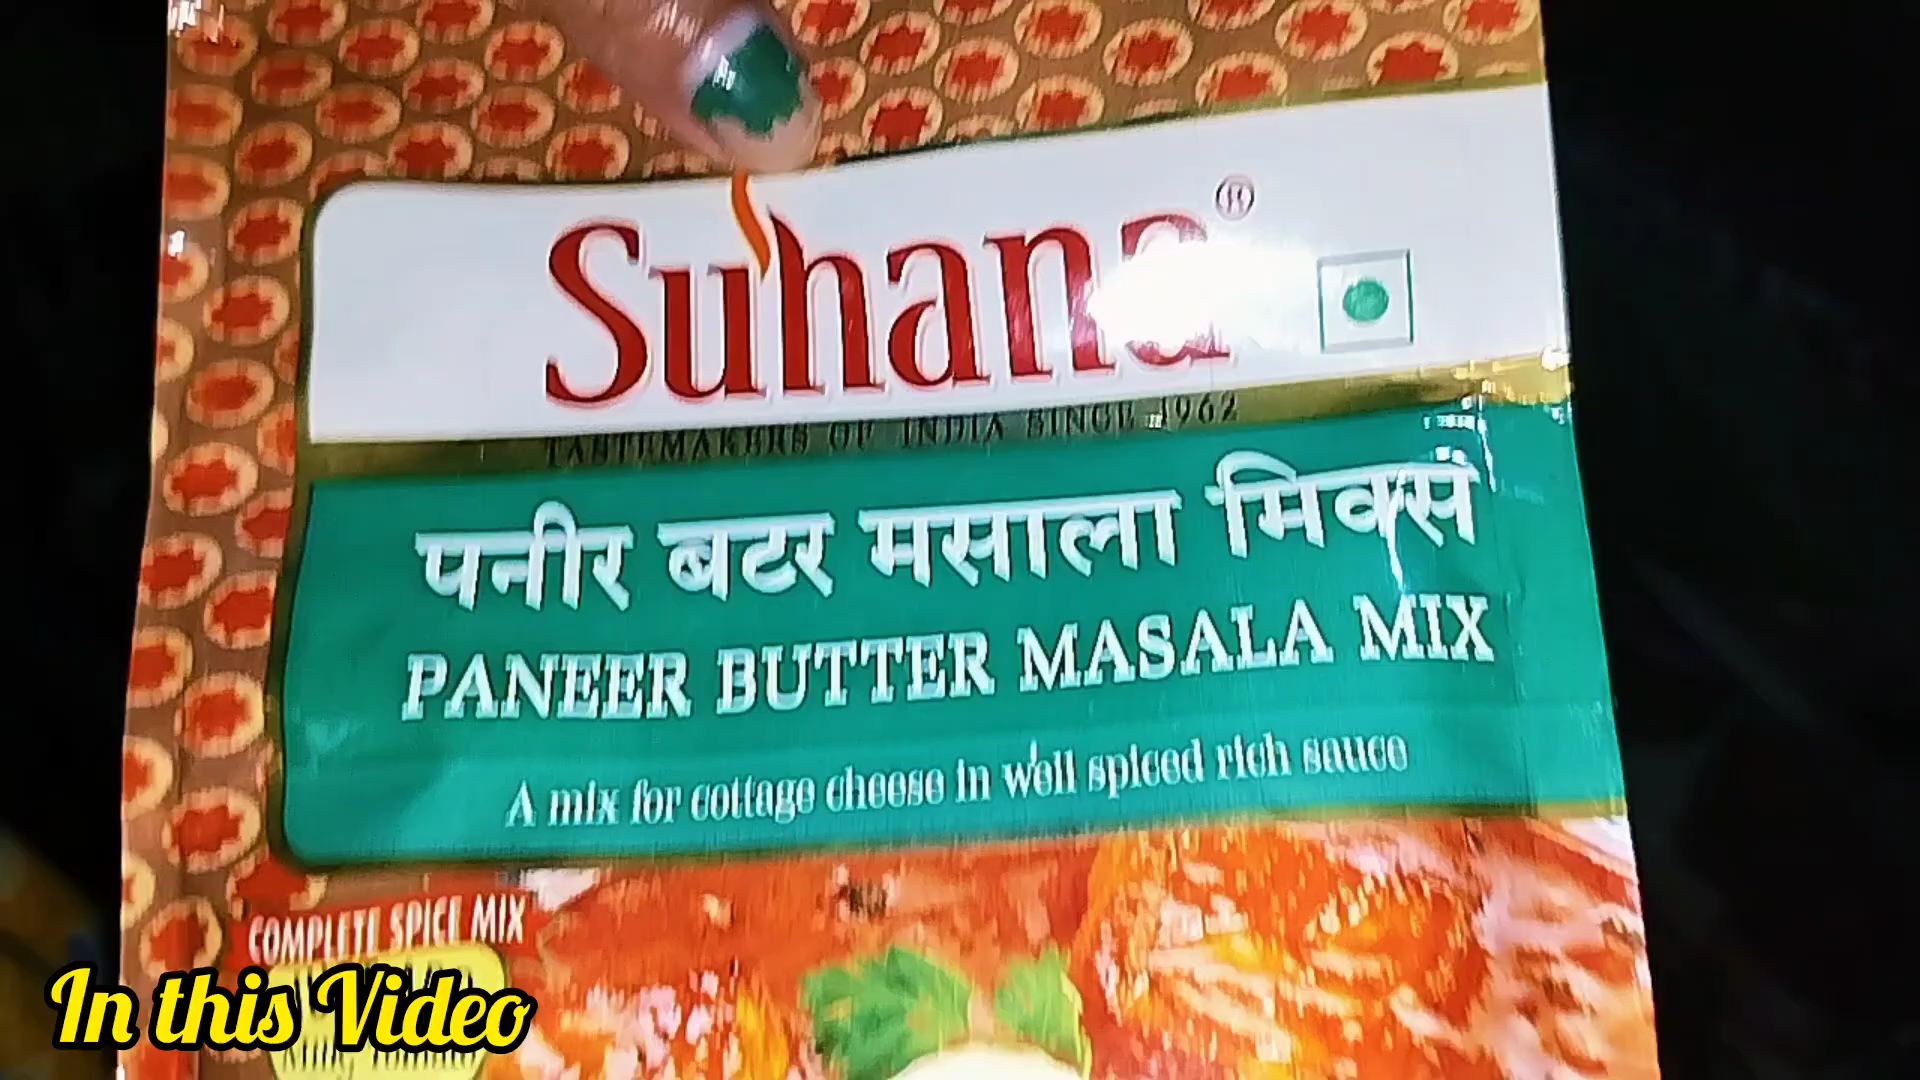 Suhana®
TASTEMAKERS OF INDIA SINCE 1962
पनीर बटर मसाला मिक्स
PANEER BUTTER MASALA MIX
A mix for cottage cheese in well spiced rich sauce
COMPLETE SPICE MIX
In this Video